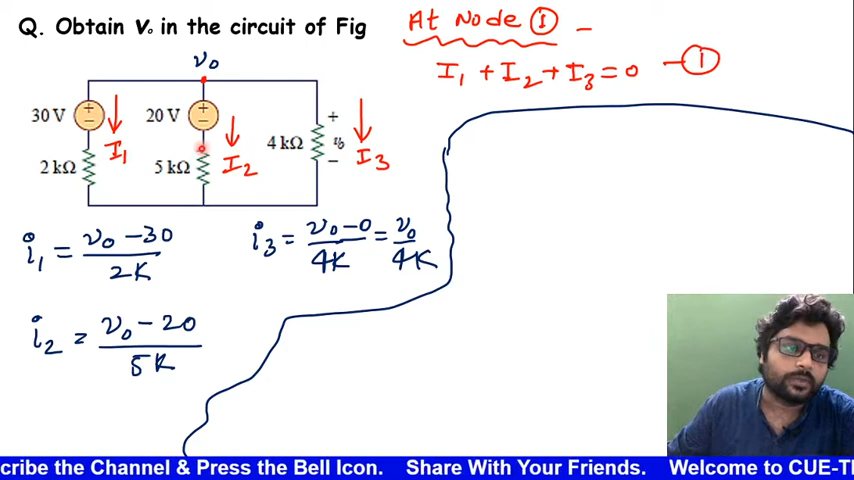 Q. Obtain v₀ in the circuit of Fig
At Node ① –
I₁ + I₂ + I₃ = 0 —①
v₀
30 V
20 V
+
4 kΩ
v₀
–
2 kΩ
5 kΩ
I₁
I₂
I₃
i₁ = v₀ – 30 / 2K
i₃ = v₀ – 0 / 4K = v₀ / 4K
i₂ = v₀ – 20 / 5K
cribe the Channel & Press the Bell Icon. Share With Your Friends. Welcome to CUE-T